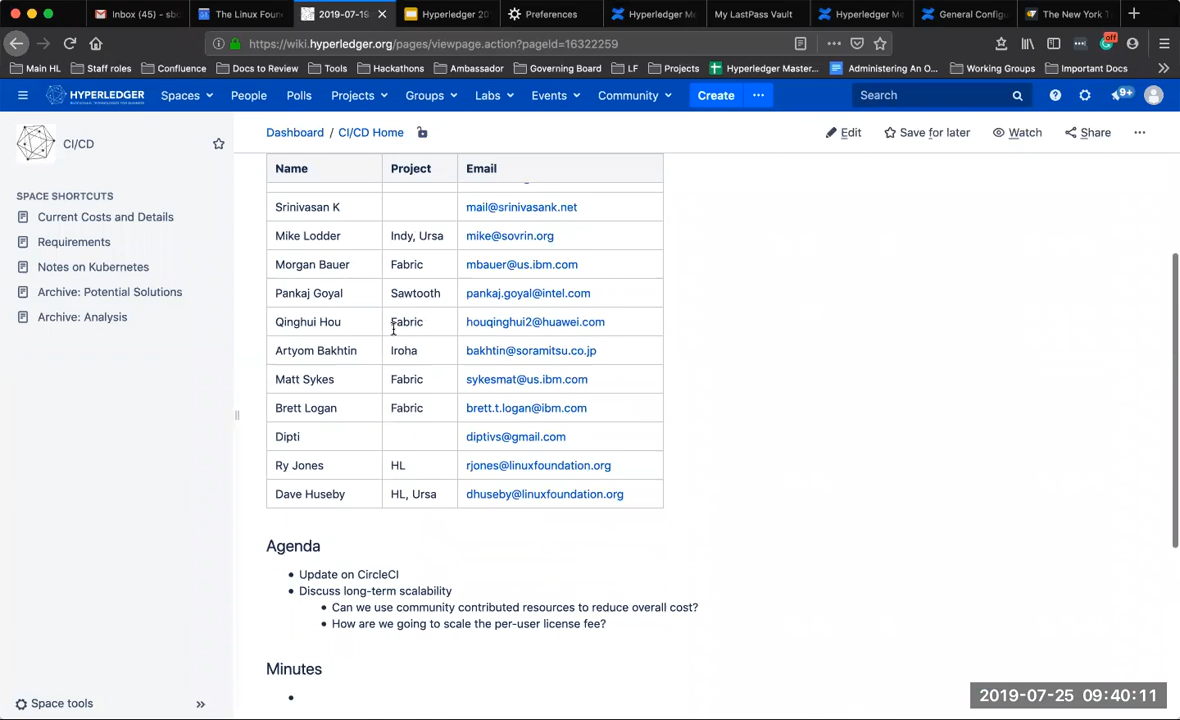 Inbox (45) - sb
The Linux Foun
2019-07-19
Hyperledger 20
Preferences
Hyperledger Me
My LastPass Vault
Hyperledger Me
General Configu
The New York T
https://wiki.hyperledger.org/pages/viewpage.action?pageId=16322259
off
Main HL
Staff roles
Confluence
Docs to Review
Tools
Hackathons
Ambassador
Governing Board
LF
Projects
Hyperledger Master...
Administering An O...
Working Groups
Important Docs
HYPERLEDGER
Spaces
People
Polls
Projects
Groups
Labs
Events
Community
Create
Search
9+
CI/CD
Dashboard / CI/CD Home
Edit
Save for later
Watch
Share
SPACE SHORTCUTS
Current Costs and Details
Requirements
Notes on Kubernetes
Archive: Potential Solutions
Archive: Analysis
Name Project Email
Srinivasan K mail@srinivasank.net
Mike Lodder Indy, Ursa mike@sovrin.org
Morgan Bauer Fabric mbauer@us.ibm.com
Pankaj Goyal Sawtooth pankaj.goyal@intel.com
Qinghui Hou Fabric houqinghui2@huawei.com
Artyom Bakhtin Iroha bakhtin@soramitsu.co.jp
Matt Sykes Fabric sykesmat@us.ibm.com
Brett Logan Fabric brett.t.logan@ibm.com
Dipti diptivs@gmail.com
Ry Jones HL rjones@linuxfoundation.org
Dave Huseby HL, Ursa dhuseby@linuxfoundation.org
Agenda
• Update on CircleCI
• Discuss long-term scalability
• Can we use community contributed resources to reduce overall cost?
• How are we going to scale the per-user license fee?
Minutes
•
Space tools
2019-07-25 09:40:11